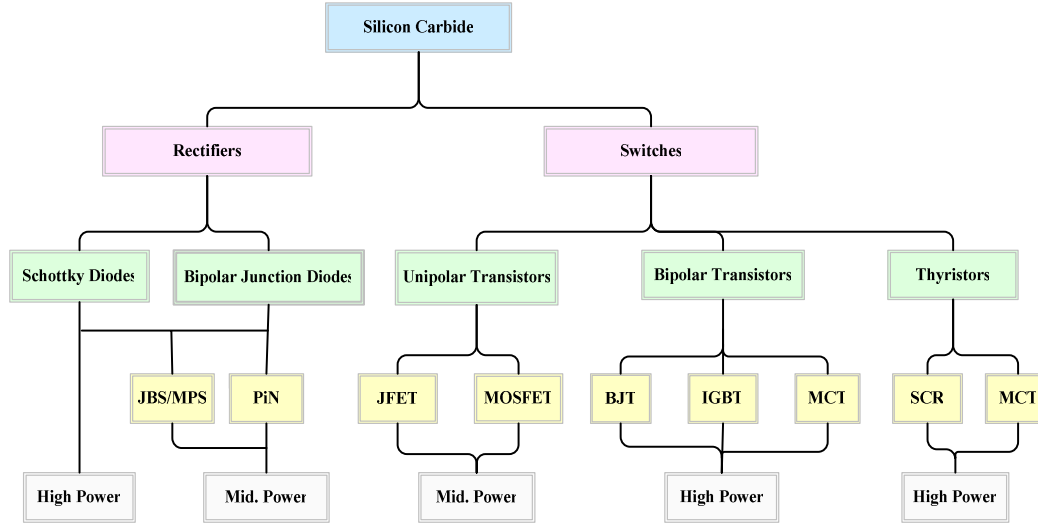 Silicon Carbide
Rectifiers
Switches
Schottky Diodes
Bipolar Junction Diodes
Unipolar Transistors
Bipolar Transistors
Thyristors
JBS/MPS
PiN
JFET
MOSFET
BJT
IGBT
MCT
SCR
MCT
High Power
Mid. Power
Mid. Power
High Power
High Power